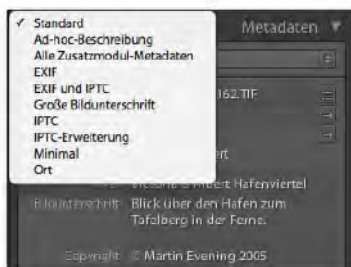 ✓ Standard
Metadaten
Ad-hoc-Beschreibung
Alle Zusatzmodul-Metadaten
EXIF
EXIF und IPTC
162.TIF
Große Bildunterschrift
IPTC
IPTC-Erweiterung
Minimal
Ort
Hafenviertel
Bildunterschrift Blick über den Hafen zum
Tafelberg in der Ferne.
Copyright © Martin Evening 2005